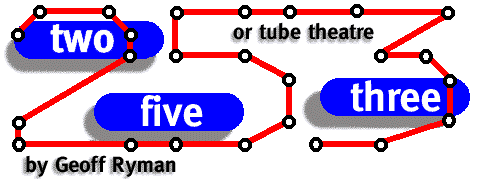 two
or tube theatre
five
three
by Geoff Ryman